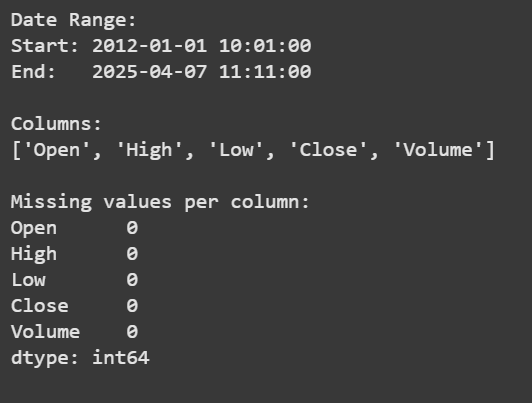 Date Range:
Start: 2012-01-01 10:01:00
End:   2025-04-07 11:11:00

Columns:
['Open', 'High', 'Low', 'Close', 'Volume']

Missing values per column:
Open      0
High      0
Low       0
Close     0
Volume    0
dtype: int64